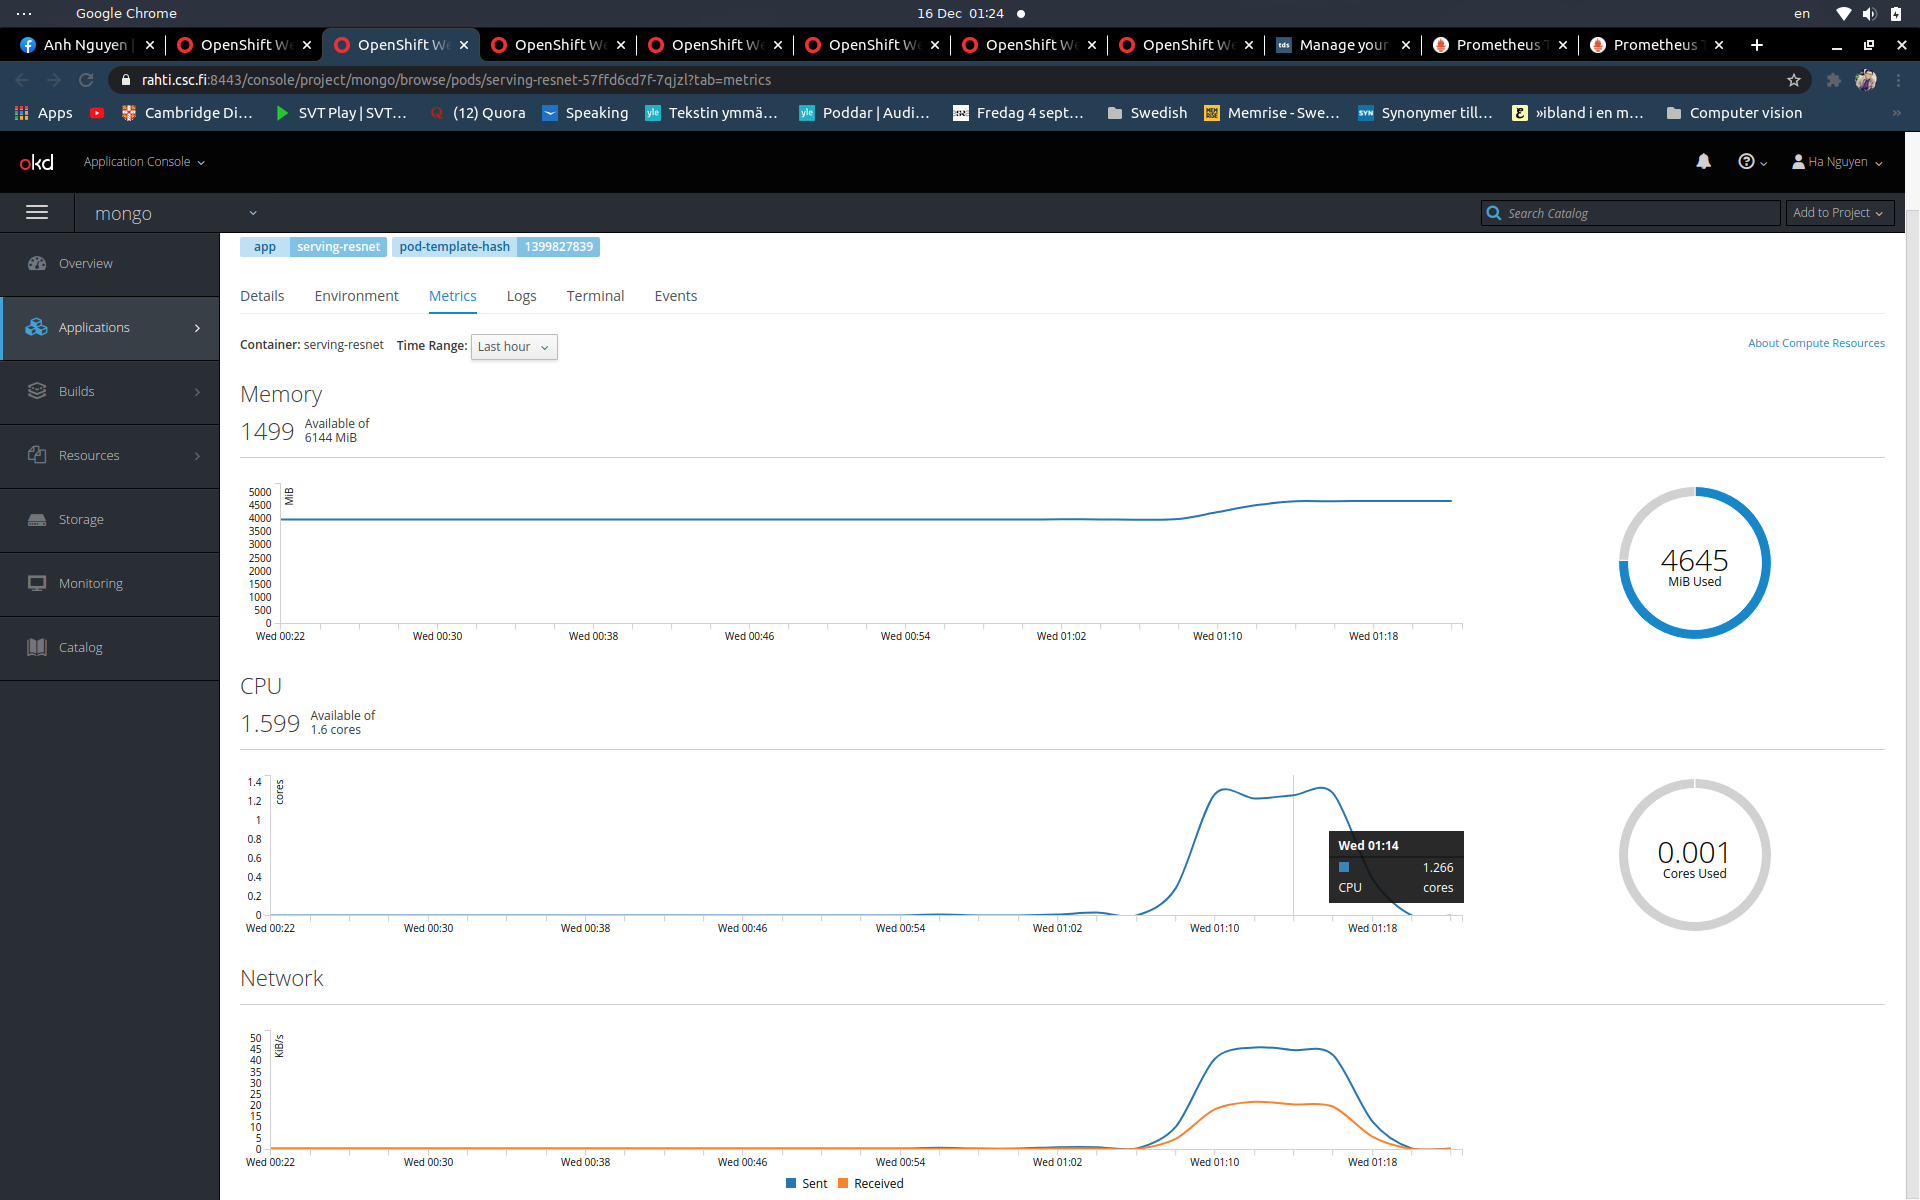 Google Chrome
16 Dec 01:24
en
Anh Nguyen
OpenShift We
OpenShift We
OpenShift We
OpenShift We
OpenShift We
OpenShift We
OpenShift We
tds Manage your
Prometheus T
Prometheus T
rahti.csc.fi:8443/console/project/mongo/browse/pods/serving-resnet-57ffd6cd7f-7qjzl?tab=metrics
Apps
Cambridge Di...
SVT Play | SVT...
(12) Quora
Speaking
yle Tekstin ymmä...
yle Poddar | Audi...
Fredag 4 sept...
Swedish
Memrise - Swe...
SYN Synonymer till...
»ibland i en m...
Computer vision
»
okd
Application Console
Ha Nguyen
mongo
Search Catalog
Add to Project
Overview
Applications
Builds
Resources
Storage
Monitoring
Catalog
app serving-resnet pod-template-hash 1399827839
Details Environment Metrics Logs Terminal Events
Container: serving-resnet Time Range: Last hour
About Compute Resources
Memory
1499 Available of
6144 MiB
MiB
5000
4500
4000
3500
3000
2500
2000
1500
1000
500
0
Wed 00:22 Wed 00:30 Wed 00:38 Wed 00:46 Wed 00:54 Wed 01:02 Wed 01:10 Wed 01:18
4645
MiB Used
CPU
1.599 Available of
1.6 cores
cores
1.4
1.2
1
0.8
0.6
0.4
0.2
0
Wed 00:22 Wed 00:30 Wed 00:38 Wed 00:46 Wed 00:54 Wed 01:02 Wed 01:10 Wed 01:18
Wed 01:14
1.266
CPU cores
0.001
Cores Used
Network
KiB/s
50
45
40
35
30
25
20
15
10
5
0
Wed 00:22 Wed 00:30 Wed 00:38 Wed 00:46 Wed 00:54 Wed 01:02 Wed 01:10 Wed 01:18
Sent Received